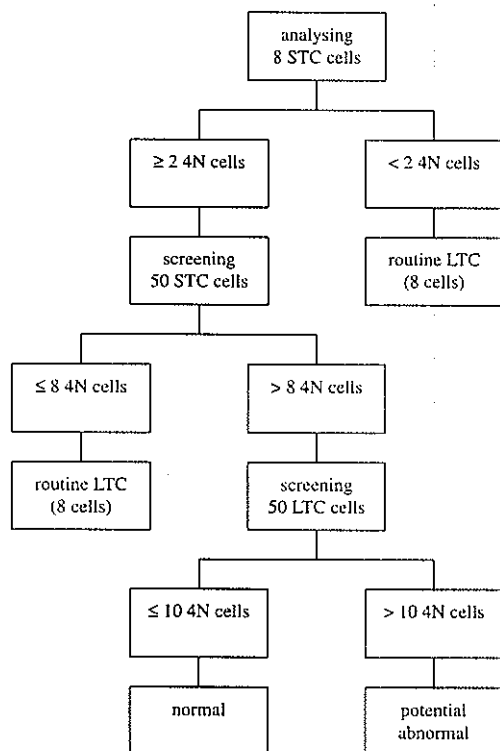 analysing
8 STC cells
≥ 2 4N cells
< 2 4N cells
screening
50 STC cells
routine LTC
(8 cells)
≤ 8 4N cells
> 8 4N cells
routine LTC
(8 cells)
screening
50 LTC cells
≤ 10 4N cells
> 10 4N cells
normal
potential
abnormal